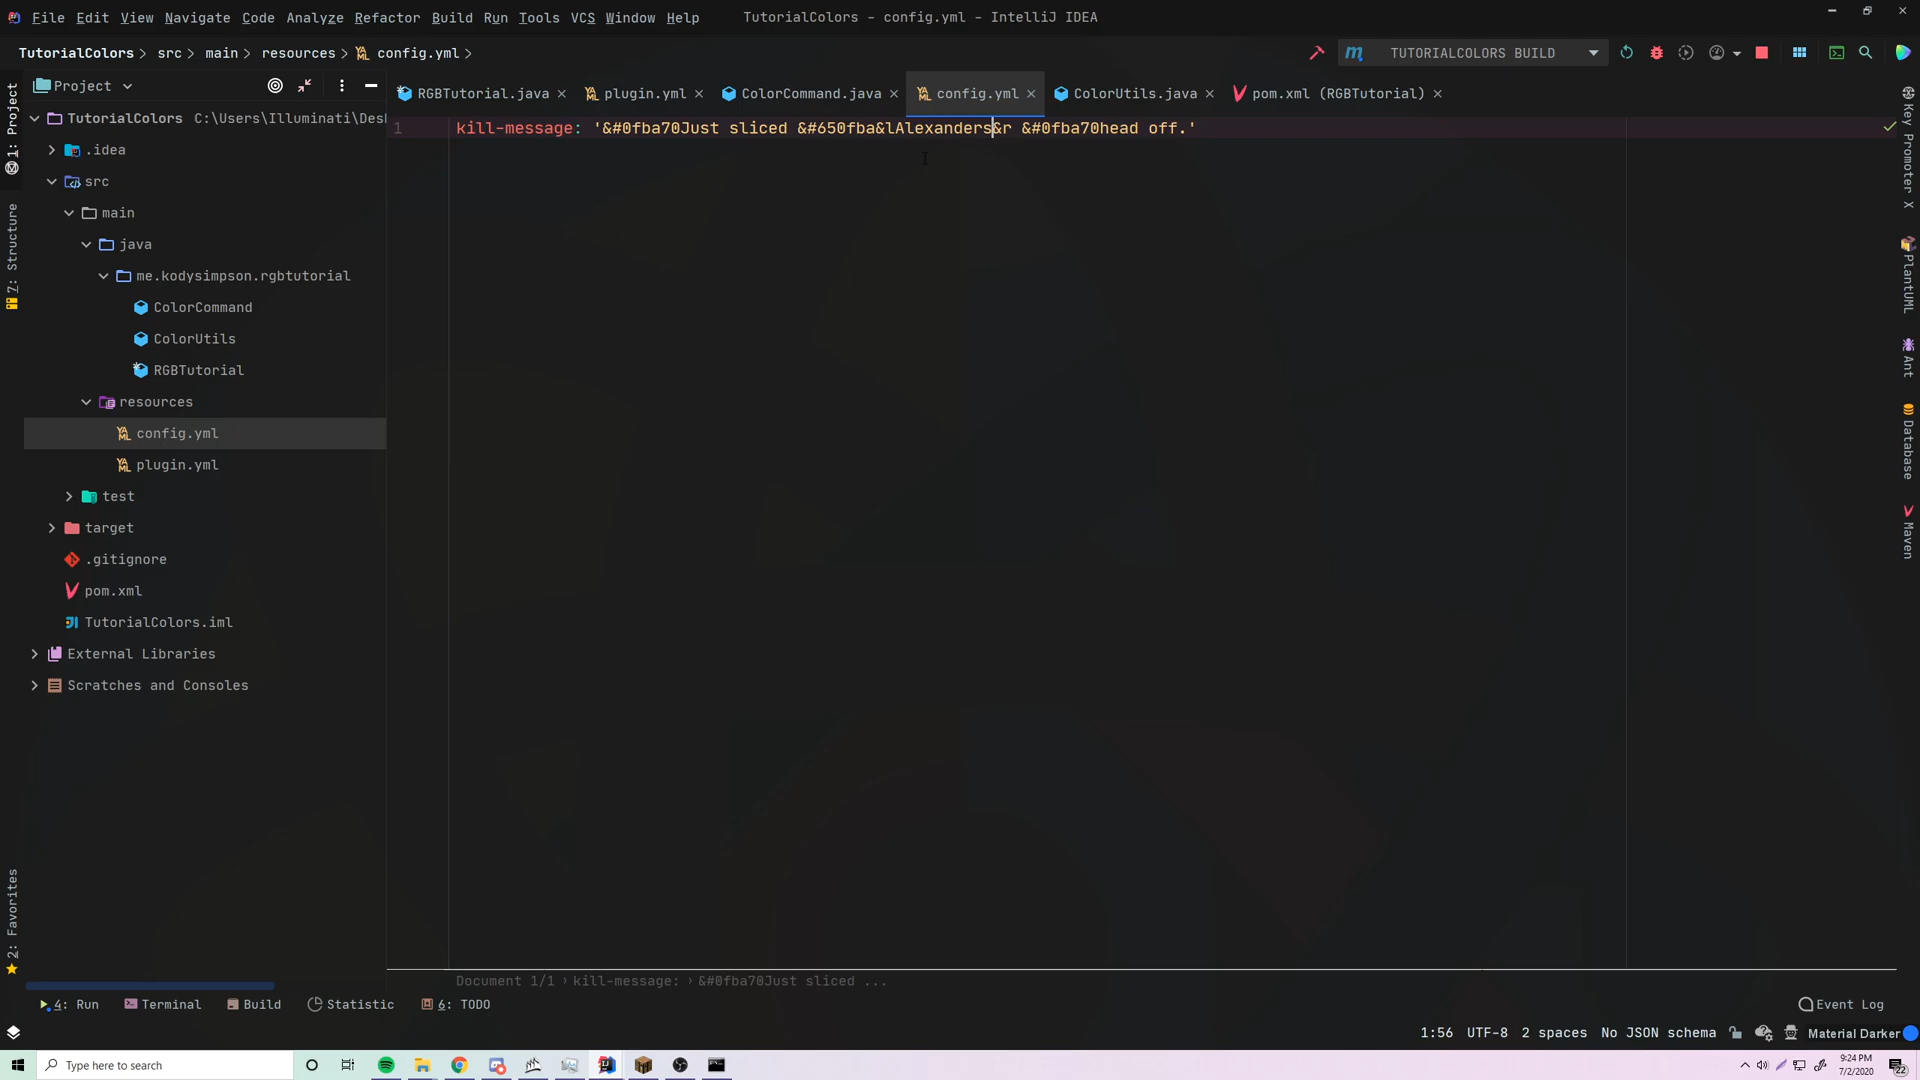 File Edit View Navigate Code Analyze Refactor Build Run Tools VCS Window Help
TutorialColors - config.yml - IntelliJ IDEA
TutorialColors > src > main > resources > config.yml >
TUTORIALCOLORS BUILD
Project
RGBTutorial.java
plugin.yml
ColorCommand.java
config.yml
ColorUtils.java
pom.xml (RGBTutorial)
TutorialColors C:\Users\Illuminati\Des
.idea
src
main
java
me.kodysimpson.rgbtutorial
ColorCommand
ColorUtils
RGBTutorial
resources
config.yml
plugin.yml
test
target
.gitignore
pom.xml
TutorialColors.iml
External Libraries
Scratches and Consoles
1: Project
7: Structure
2: Favorites
1 kill-message: '&#0fba70Just sliced &#650fba&lAlexanders&r &#0fba70head off.'
Key Promoter X
PlantUML
Ant
Database
Maven
Document 1/1 › kill-message: › &#0fba70Just sliced ...
4: Run
Terminal
Build
Statistic
6: TODO
Event Log
1:56 UTF-8 2 spaces No JSON schema
Material Darker
Type here to search
9:24 PM
7/2/2020
22